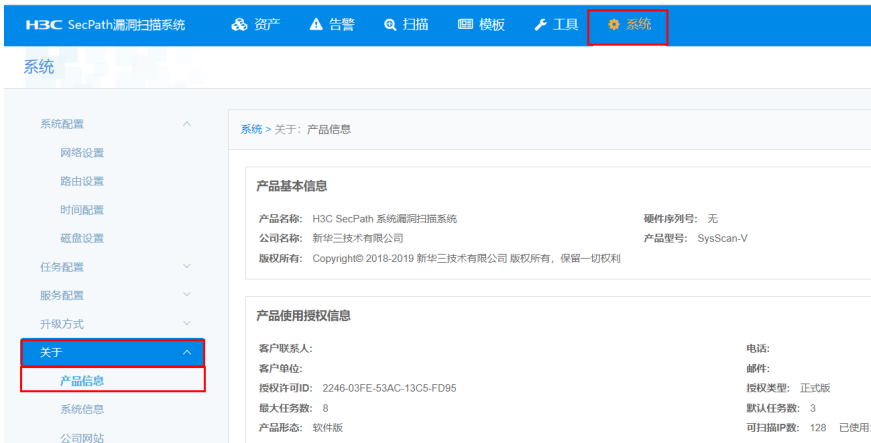 H3C SecPath漏洞扫描系统 资产 告警 扫描 模板 工具 系统
系统
系统配置
网络设置
路由设置
时间配置
磁盘设置
任务配置
服务配置
升级方式
关于
产品信息
系统信息
公司网站
系统 > 关于：产品信息
产品基本信息
产品名称： H3C SecPath 系统漏洞扫描系统 硬件序列号： 无
公司名称： 新华三技术有限公司 产品型号： SysScan-V
版权所有： Copyright© 2018-2019 新华三技术有限公司 版权所有，保留一切权利
产品使用授权信息
客户联系人： 电话：
客户单位： 邮件：
授权许可ID： 2246-03FE-53AC-13C5-FD95 授权类型： 正式版
最大任务数： 8 默认任务数： 3
产品形态： 软件版 可扫描IP数： 128 已使用：